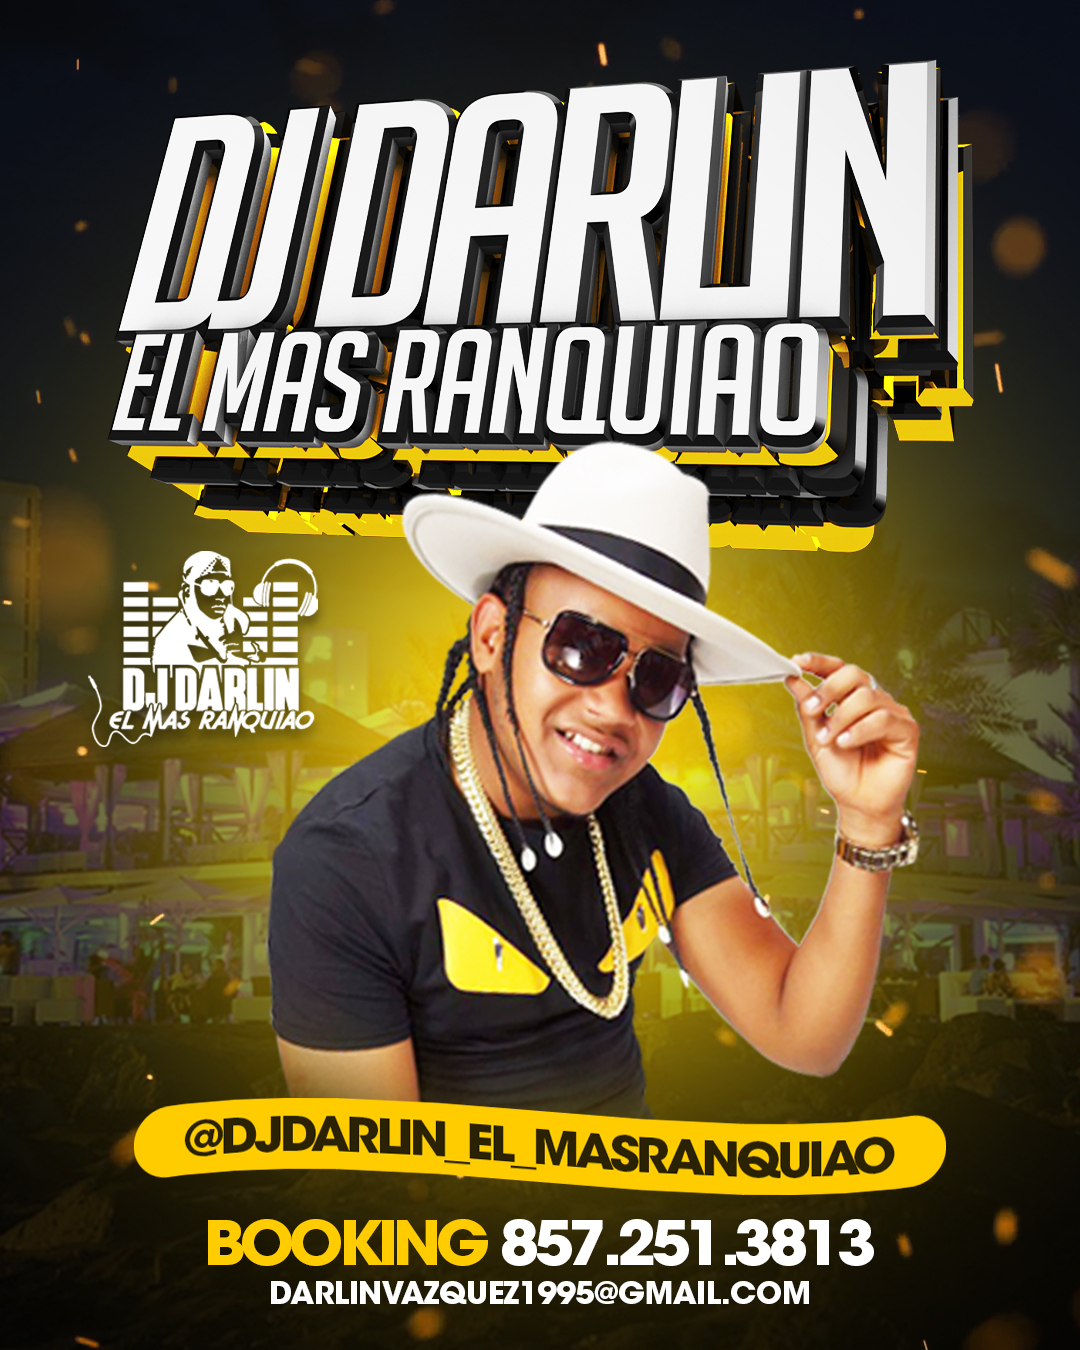 DJ DARLIN
EL MAS RANQUIAO
DJ DARLIN
EL MAS RANQUIAO
@DJDARLIN_EL_MASRANQUIAO
BOOKING 857.251.3813
DARLINVAZQUEZ1995@GMAIL.COM